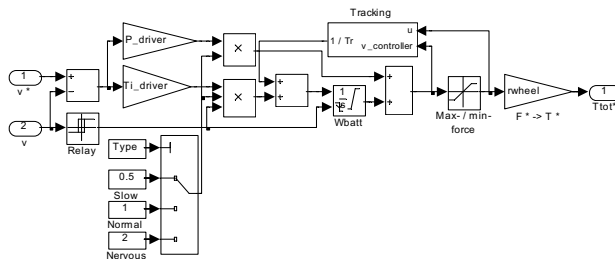 Tracking
P_driver
u
1 / Tr
v_controller
1
v *
+
−
×
Ti_driver
×
+
+
1
s
Wbatt
+
+
Max- / min-
force
rwheel
F * -> T *
1
Ttot*
2
v
Relay
Type
0.5
Slow
1
Normal
2
Nervous